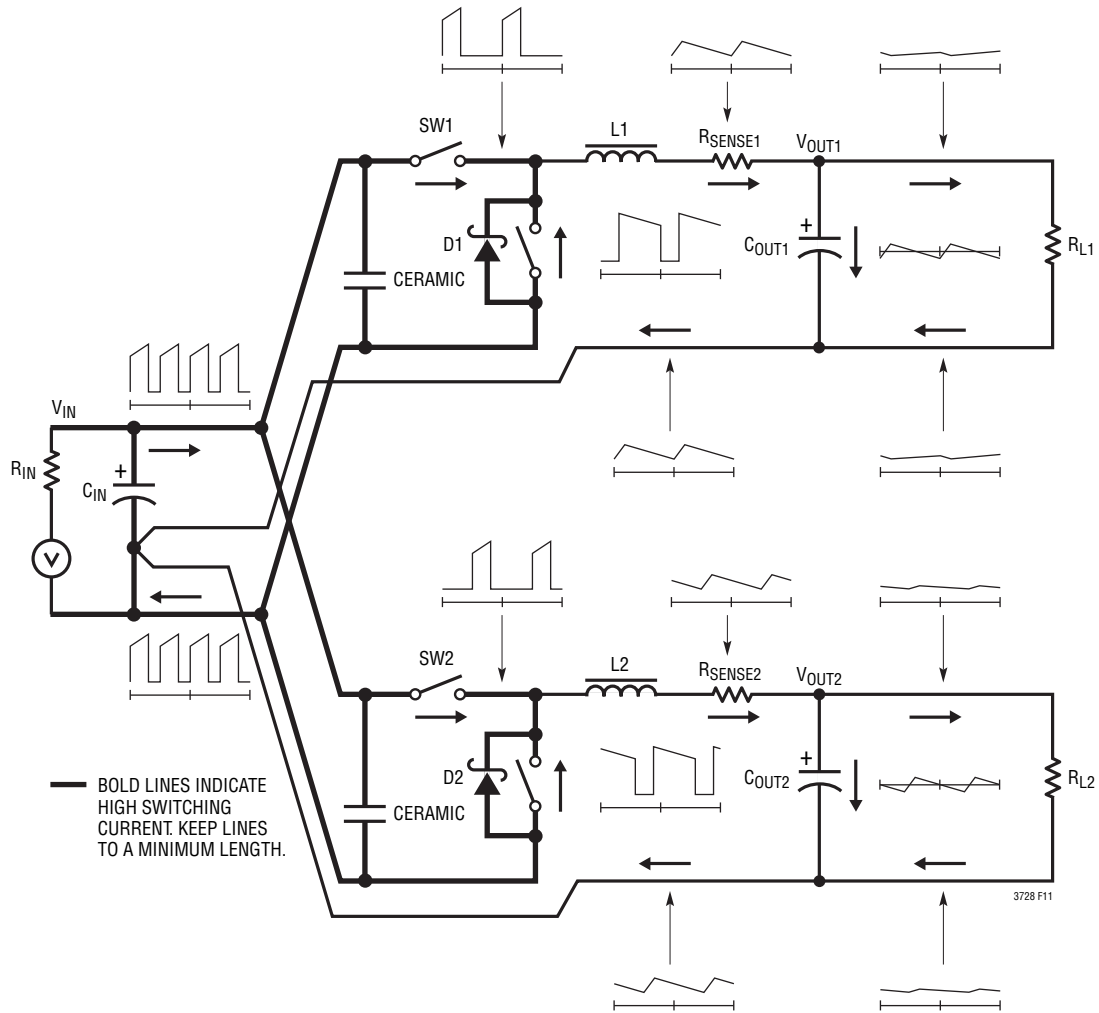 SW1
L1
RSENSE1
VOUT1
D1
CERAMIC
COUT1
RL1
VIN
RIN
CIN
SW2
L2
RSENSE2
VOUT2
D2
CERAMIC
COUT2
RL2
BOLD LINES INDICATE
HIGH SWITCHING
CURRENT. KEEP LINES
TO A MINIMUM LENGTH.
3728 F11
+
+
+
V